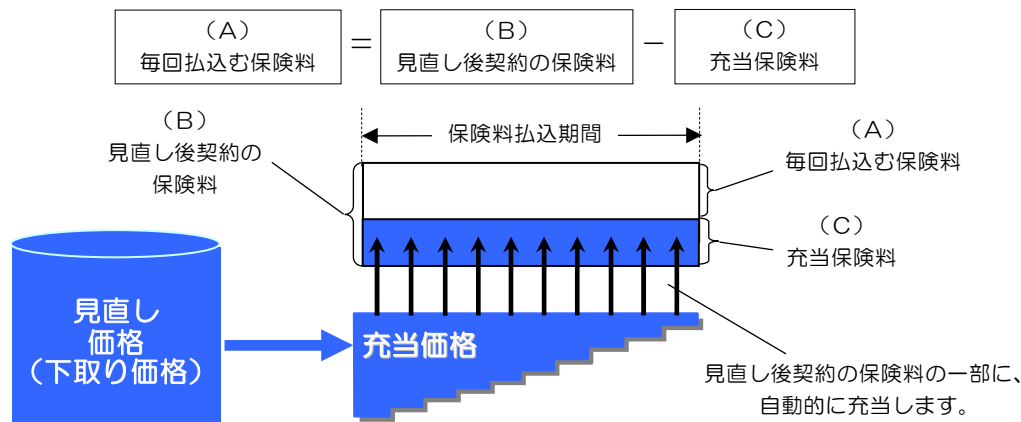 （A）
毎回払込む保険料
＝
（B）
見直し後契約の保険料
－
（C）
充当保険料
（B）
見直し後契約の
保険料
保険料払込期間
（A）
毎回払込む保険料
（C）
充当保険料
見直し
価格
（下取り価格）
充当価格
見直し後契約の保険料の一部に、
自動的に充当します。